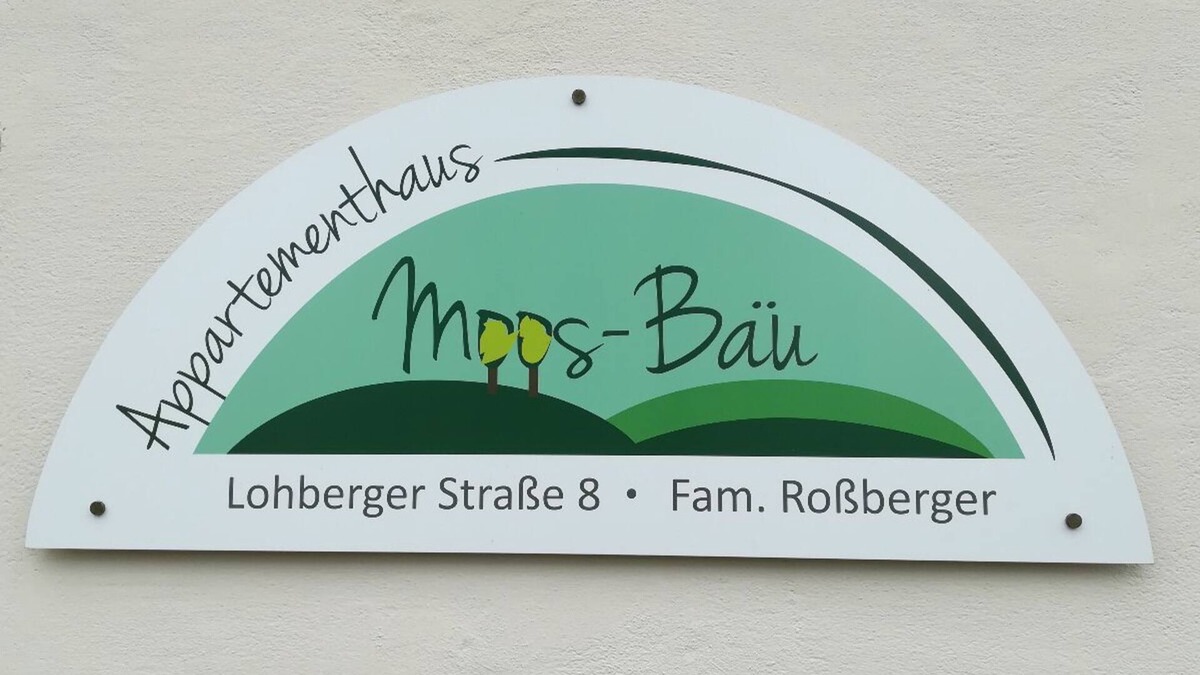 Appartementhaus
Moos-Bäu
Lohberger Straße 8 • Fam. Roßberger